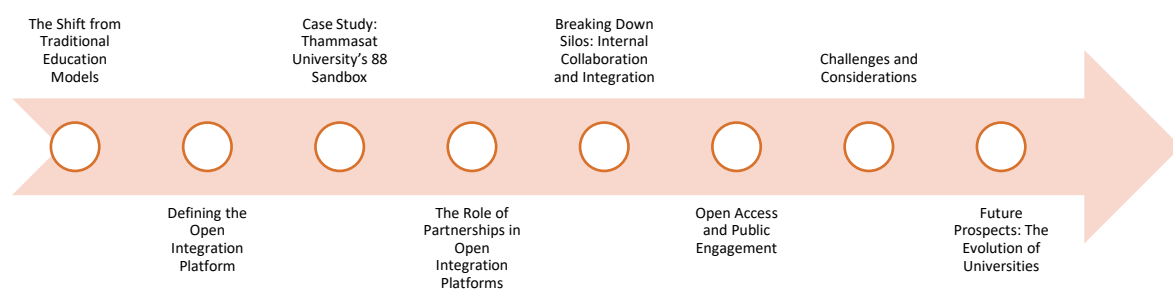 The Shift from
Traditional
Education
Models
Defining the
Open
Integration
Platform
Case Study:
Thammasat
University’s 88
Sandbox
The Role of
Partnerships in
Open
Integration
Platforms
Breaking Down
Silos: Internal
Collaboration
and Integration
Open Access
and Public
Engagement
Challenges and
Considerations
Future
Prospects: The
Evolution of
Universities